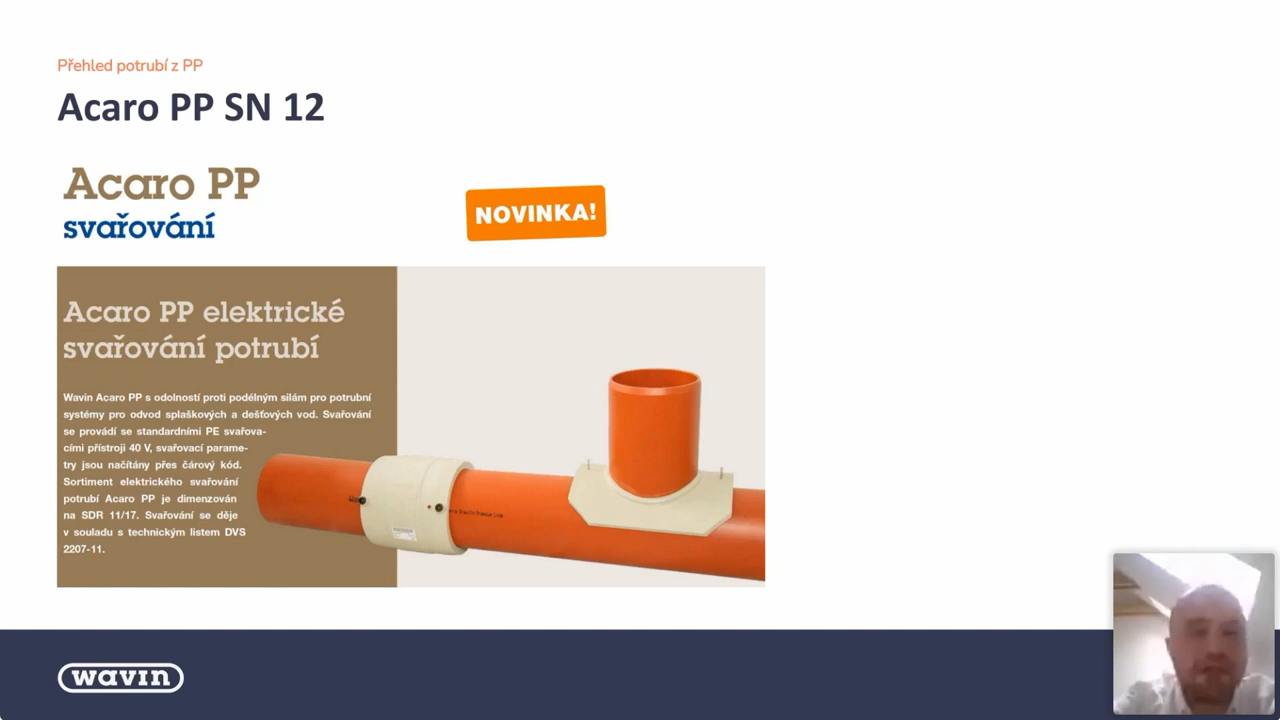 Přehled potrubí z PP
Acaro PP SN 12
Acaro PP
svařování
NOVINKA!
Acaro PP elektrické
svařování potrubí
Wavin Acaro PP s odolností proti podélným silám pro potrubní
systémy pro odvod splaškových a dešťových vod. Svařování
se provádí se standardními PE svařova-
cími přístroji 40 V, svařovací parame-
try jsou načítány přes čárový kód.
Sortiment elektrického svařování
potrubí Acaro PP je dimenzován
na SDR 11/17. Svařování se děje
v souladu s technickým listem DVS
2207-11.
wavin